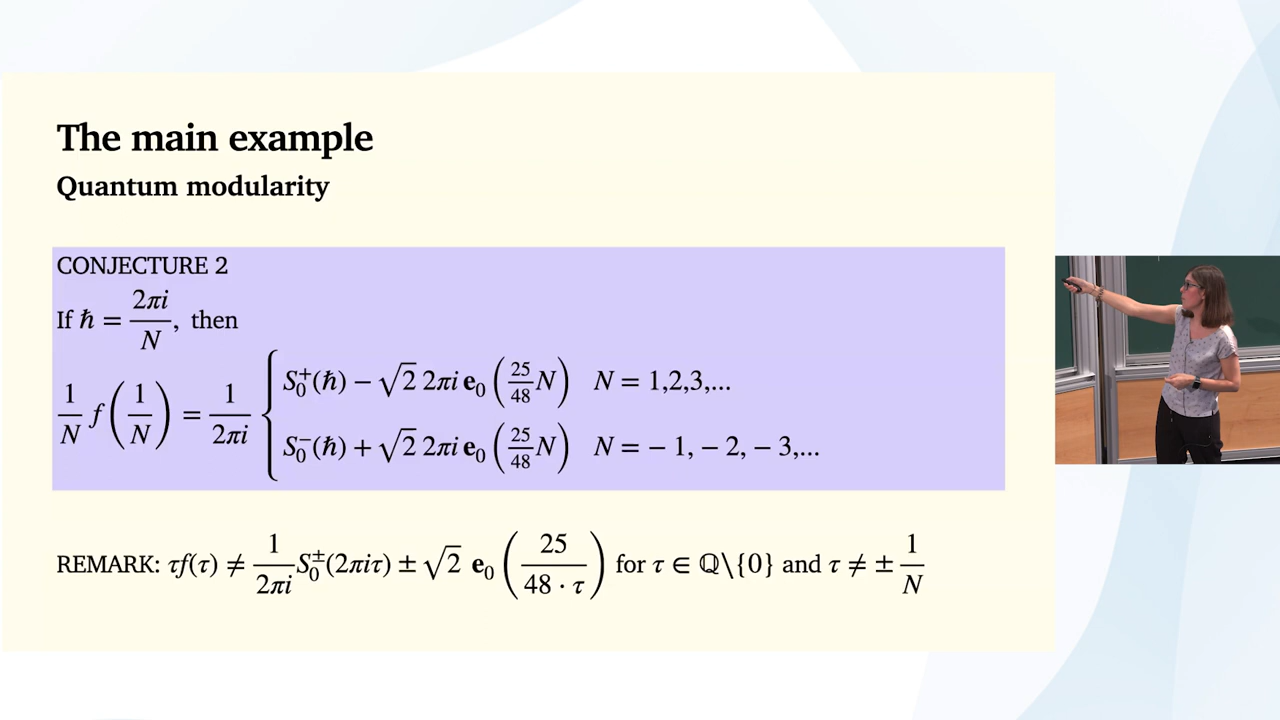 The main example
Quantum modularity
CONJECTURE 2
If ℏ = 2πi/N, then
1/N f(1/N) = 1/2πi { S₀⁺(ℏ) − √2 2πi e₀(25/48 N) N = 1,2,3,...
S₀⁻(ℏ) + √2 2πi e₀(25/48 N) N = − 1, − 2, − 3,...
REMARK: τf(τ) ≠ 1/2πi S₀^±(2πiτ) ± √2 e₀(25/48 · τ) for τ ∈ ℚ\{0} and τ ≠ ± 1/N